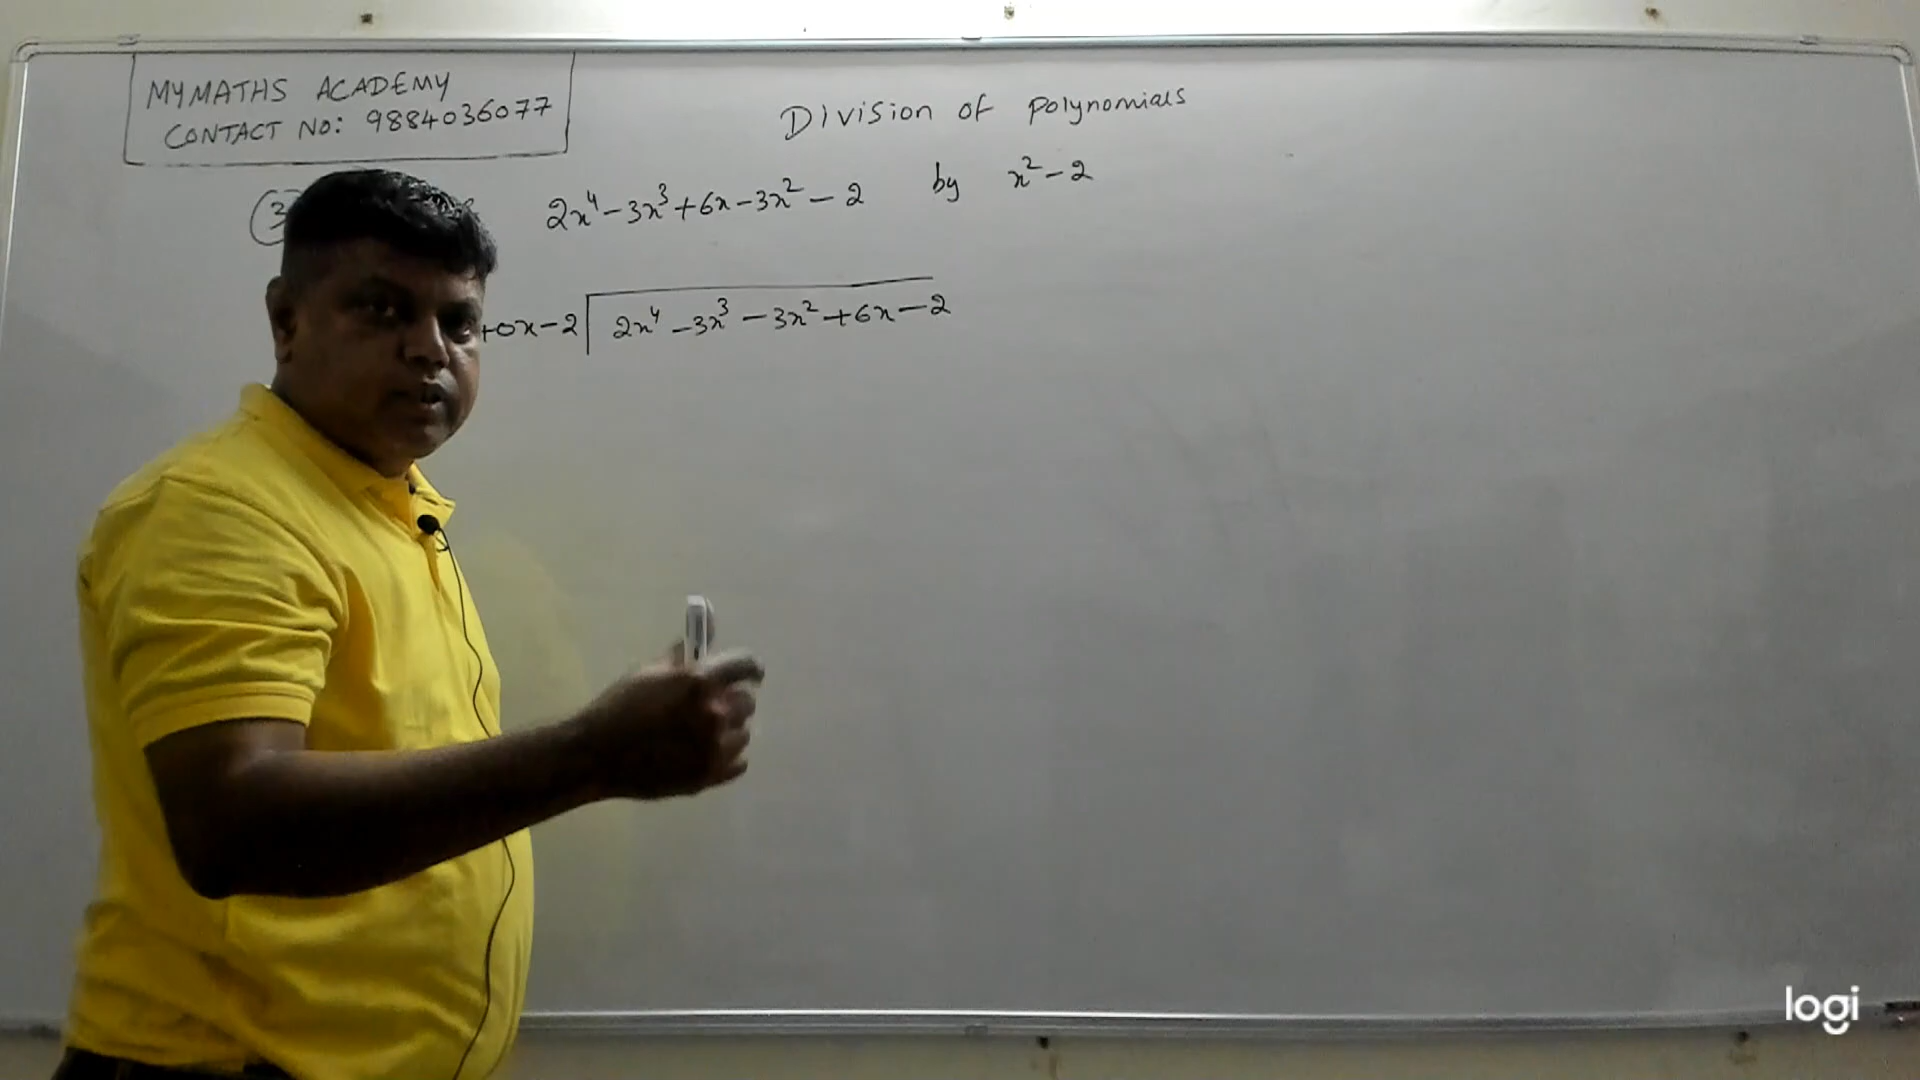 MYMATHS ACADEMY
CONTACT NO: 9884036077
Division of polynomials
3
2x⁴-3x³+6x-3x²-2 by x²-2
+0x-2 2x⁴-3x³-3x²+6x-2
logi